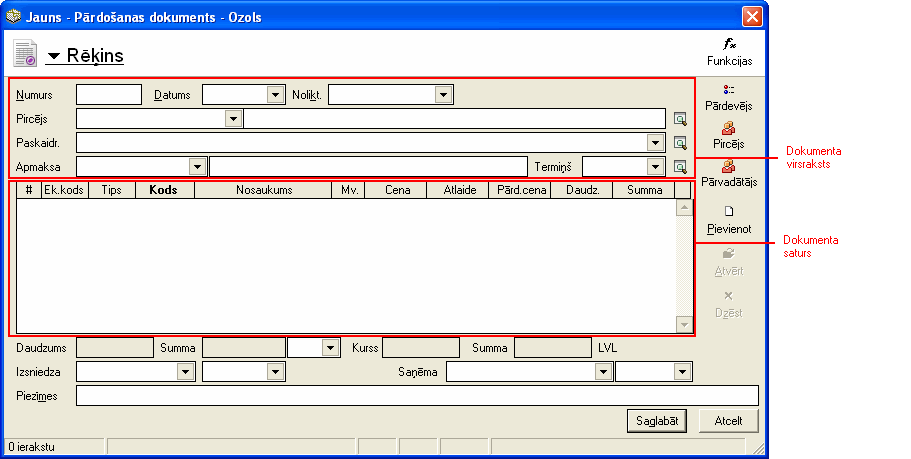 Jauns - Pārdošanas dokuments - Ozols
Rēķins
Funkcijas
Numurs Datums Nolikt.
Pircējs
Paskaidr.
Apmaksa Termiņš
Pārdevējs
Pircējs
Pārvadātājs
Pievienot
Atvērt
Dzēst
Dokumenta
virsraksts
# Ek.kods Tips Kods Nosaukums Mv. Cena Atlaide Pārd.cena Daudz. Summa
Dokumenta
saturs
Daudzums Summa Kurss Summa LVL
Izsniedza Saņēma
Piezīmes
Saglabāt Atcelt
0 ierakstu